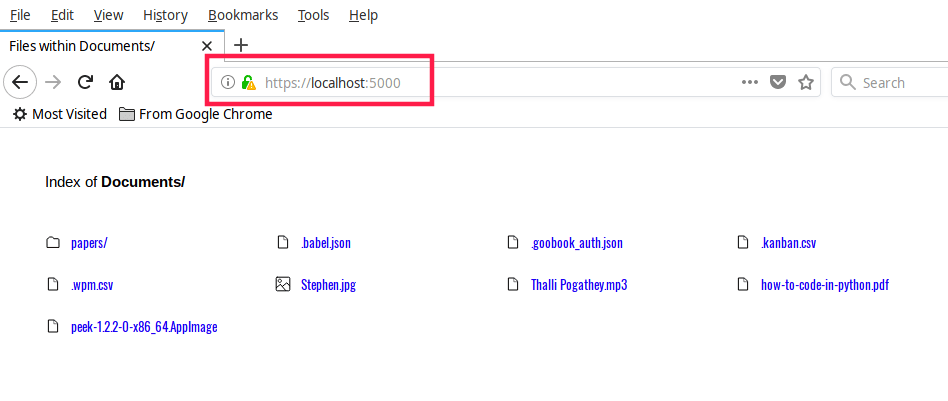 File Edit View History Bookmarks Tools Help
Files within Documents/
https://localhost:5000 Search
Most Visited From Google Chrome
Index of Documents/
papers/ .babel.json .goobook_auth.json .kanban.csv
.wpm.csv Stephen.jpg Thalli Pogathey.mp3 how-to-code-in-python.pdf
peek-1.2.2-0-x86_64.AppImage